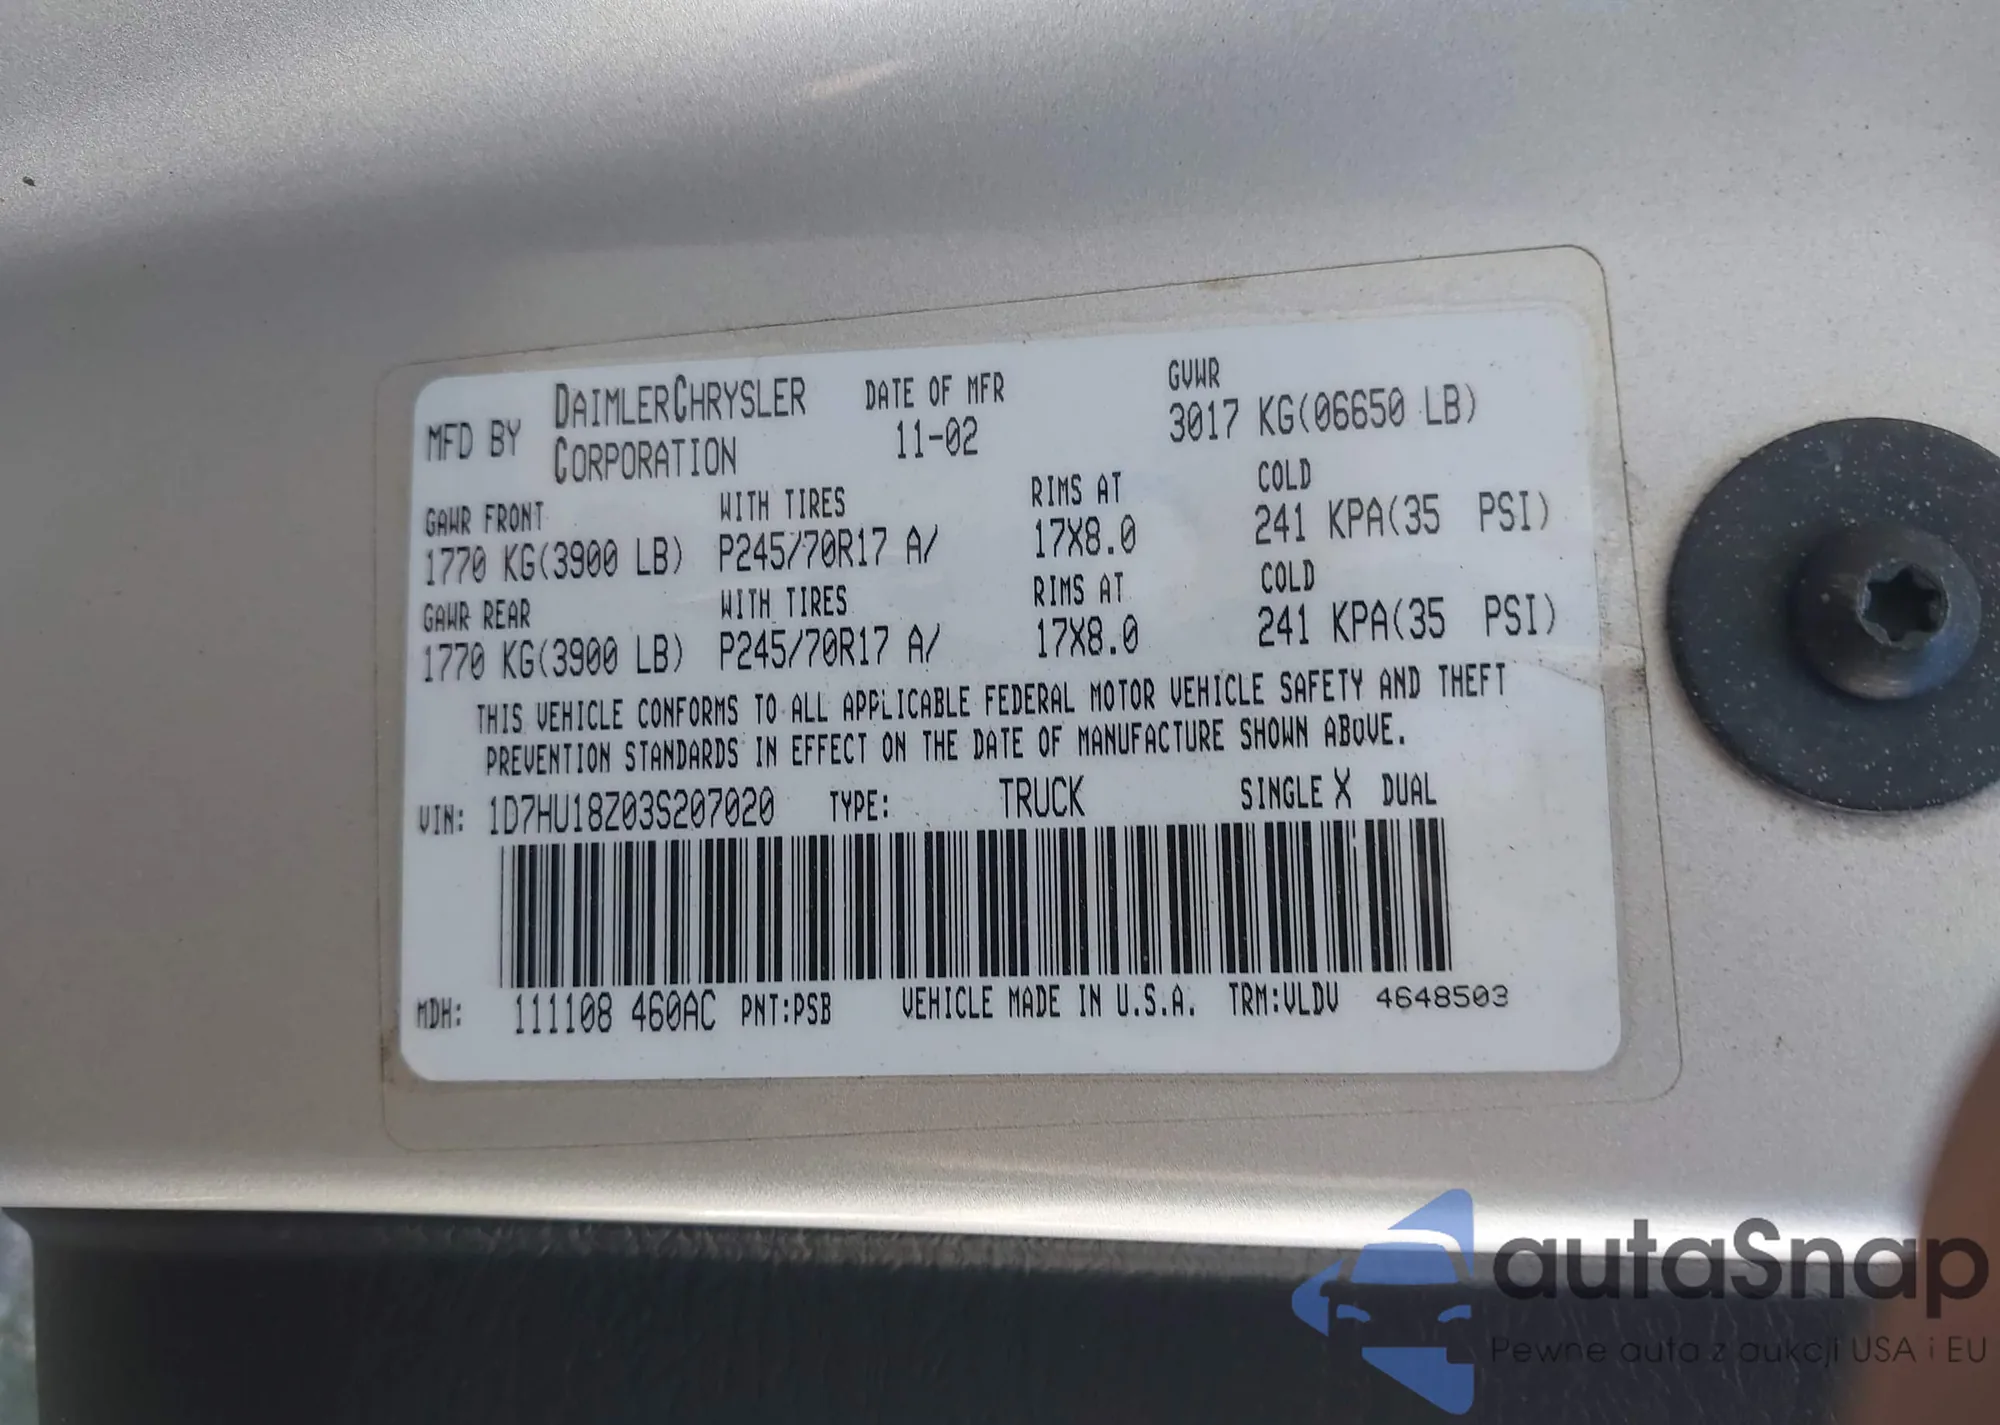 MFD BY DAIMLERCHRYSLER CORPORATION
DATE OF MFR 11-02
GVWR 3017 KG(06650 LB)
GAWR FRONT WITH TIRES RIMS AT COLD
1770 KG(3900 LB) P245/70R17 A/ 17X8.0 241 KPA(35 PSI)
GAWR REAR WITH TIRES RIMS AT COLD
1770 KG(3900 LB) P245/70R17 A/ 17X8.0 241 KPA(35 PSI)
THIS VEHICLE CONFORMS TO ALL APPLICABLE FEDERAL MOTOR VEHICLE SAFETY AND THEFT
PREVENTION STANDARDS IN EFFECT ON THE DATE OF MANUFACTURE SHOWN ABOVE.
VIN: 1D7HU18Z03S207020 TYPE: TRUCK SINGLE X DUAL
MDH: 111108 460AC PNT:PSB VEHICLE MADE IN U.S.A. TRM:VLDV 4648503
autaSnap
Pewne auta z aukcji USA i EU